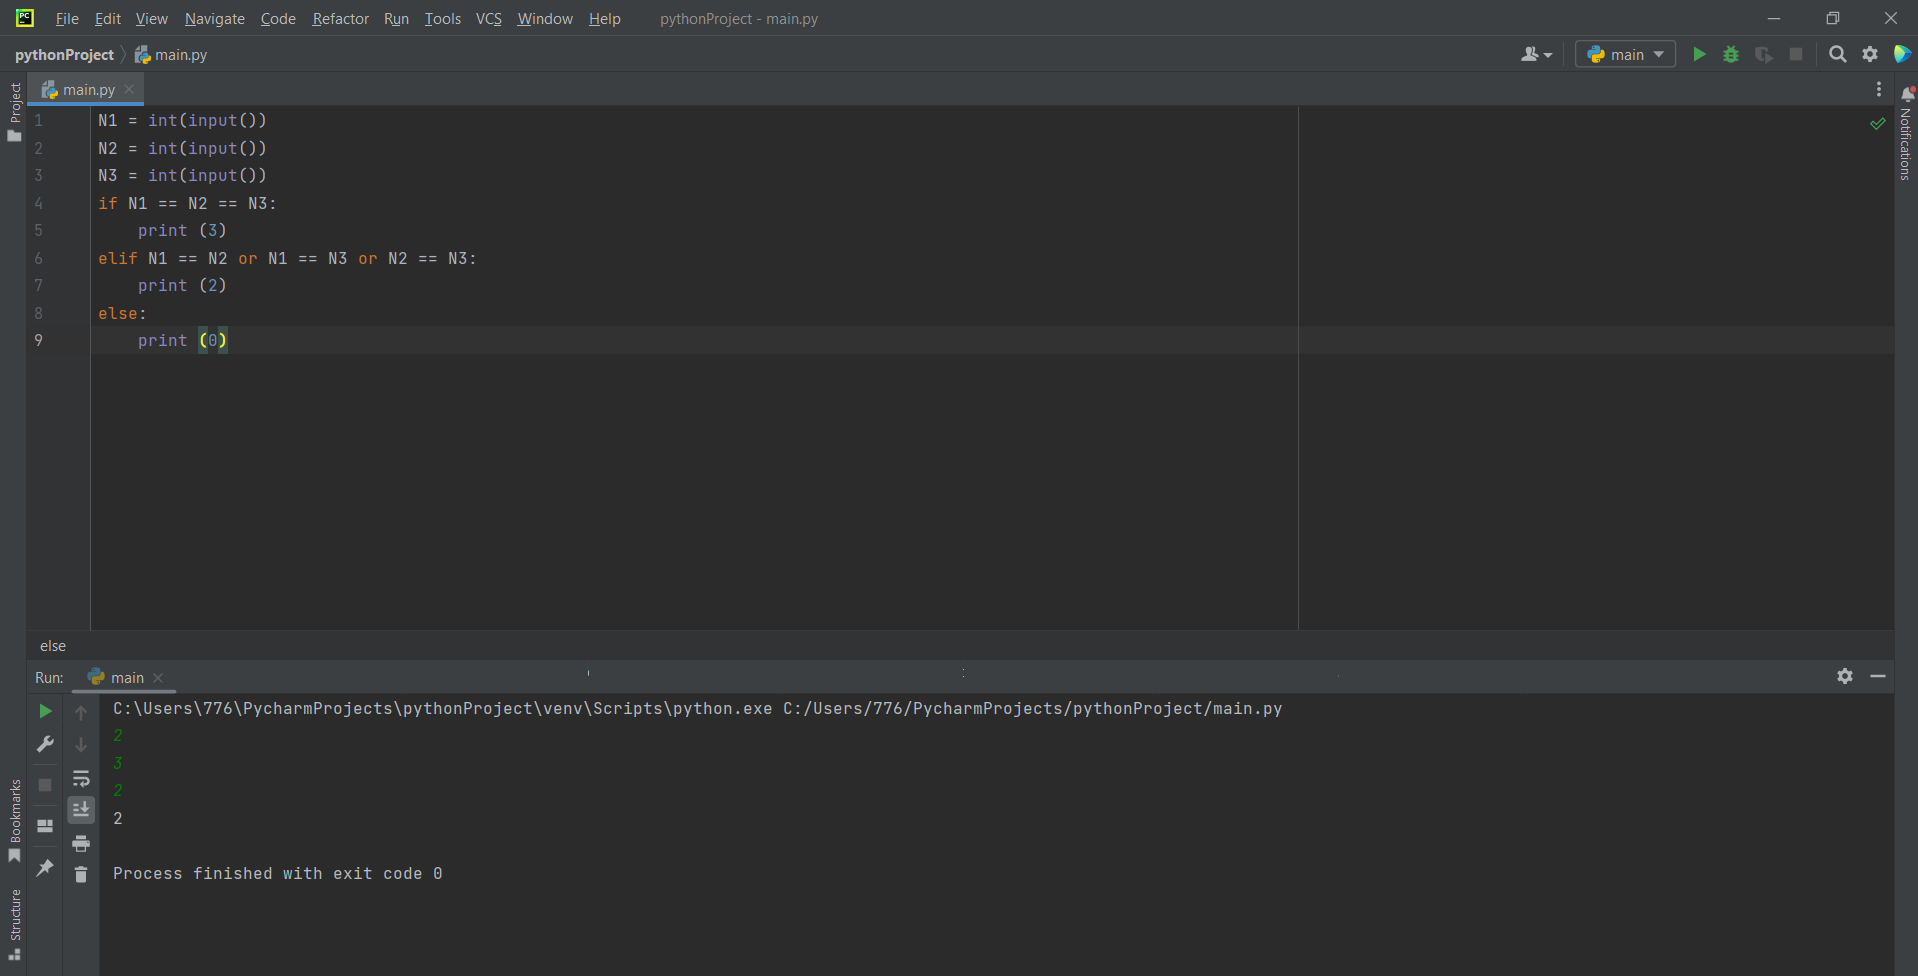 PC
File Edit View Navigate Code Refactor Run Tools VCS Window Help pythonProject - main.py
pythonProject main.py
main
Project
main.py
Notifications
1 N1 = int(input())
2 N2 = int(input())
3 N3 = int(input())
4 if N1 == N2 == N3:
5     print (3)
6 elif N1 == N2 or N1 == N3 or N2 == N3:
7     print (2)
8 else:
9     print (0)
else
Run: main
C:\Users\776\PycharmProjects\pythonProject\venv\Scripts\python.exe C:/Users/776/PycharmProjects/pythonProject/main.py
2
3
2
2
Process finished with exit code 0
Bookmarks
Structure